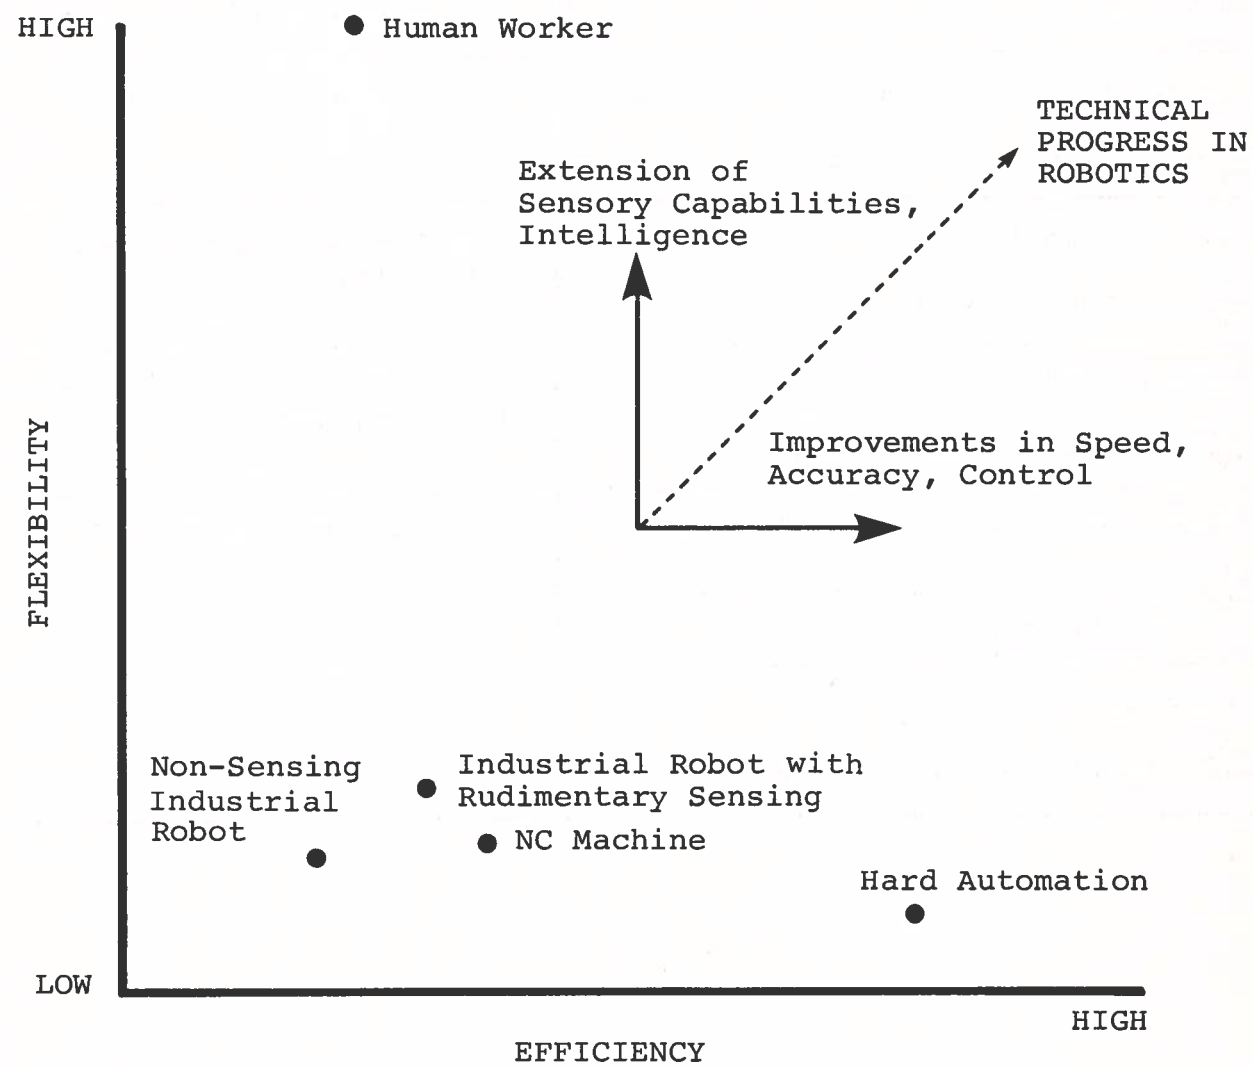 HIGH
Human Worker
TECHNICAL
PROGRESS IN
ROBOTICS
Extension of
Sensory Capabilities,
Intelligence
Improvements in Speed,
Accuracy, Control
FLEXIBILITY
Non-Sensing
Industrial
Robot
Industrial Robot with
Rudimentary Sensing
NC Machine
Hard Automation
LOW
HIGH
EFFICIENCY